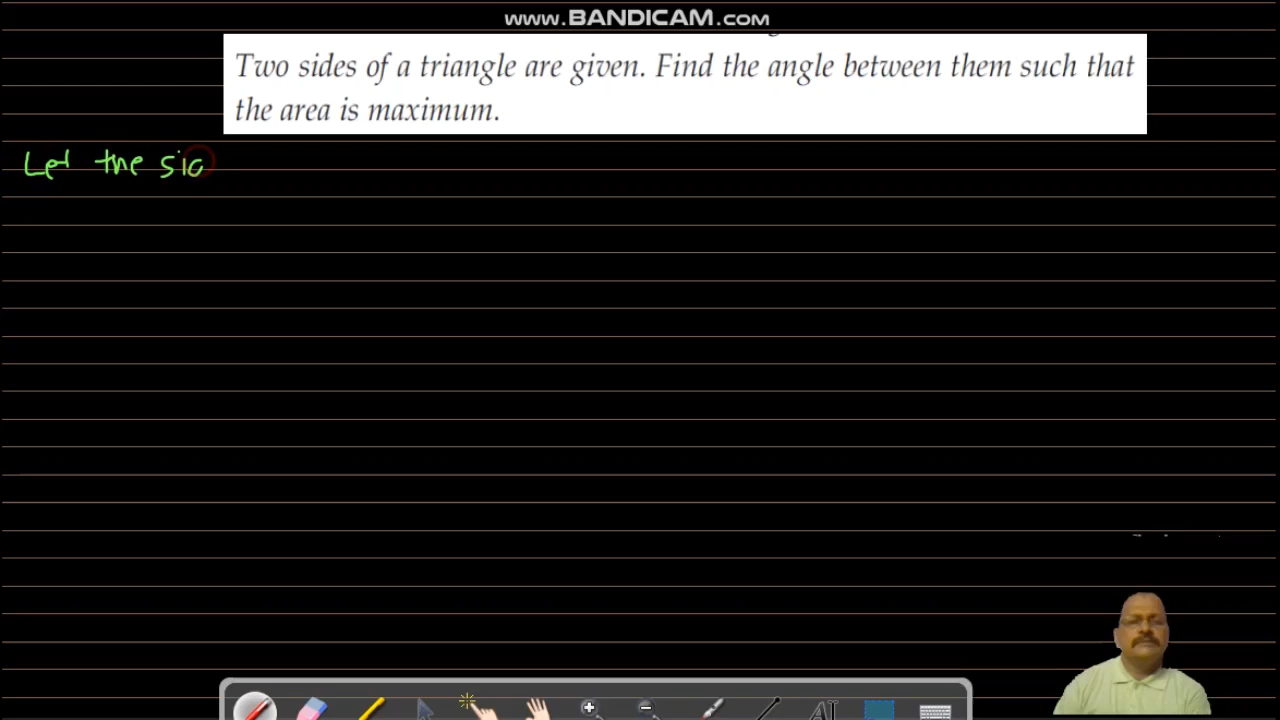 www.BANDICAM.com
Two sides of a triangle are given. Find the angle between them such that
the area is maximum.
Let the sid